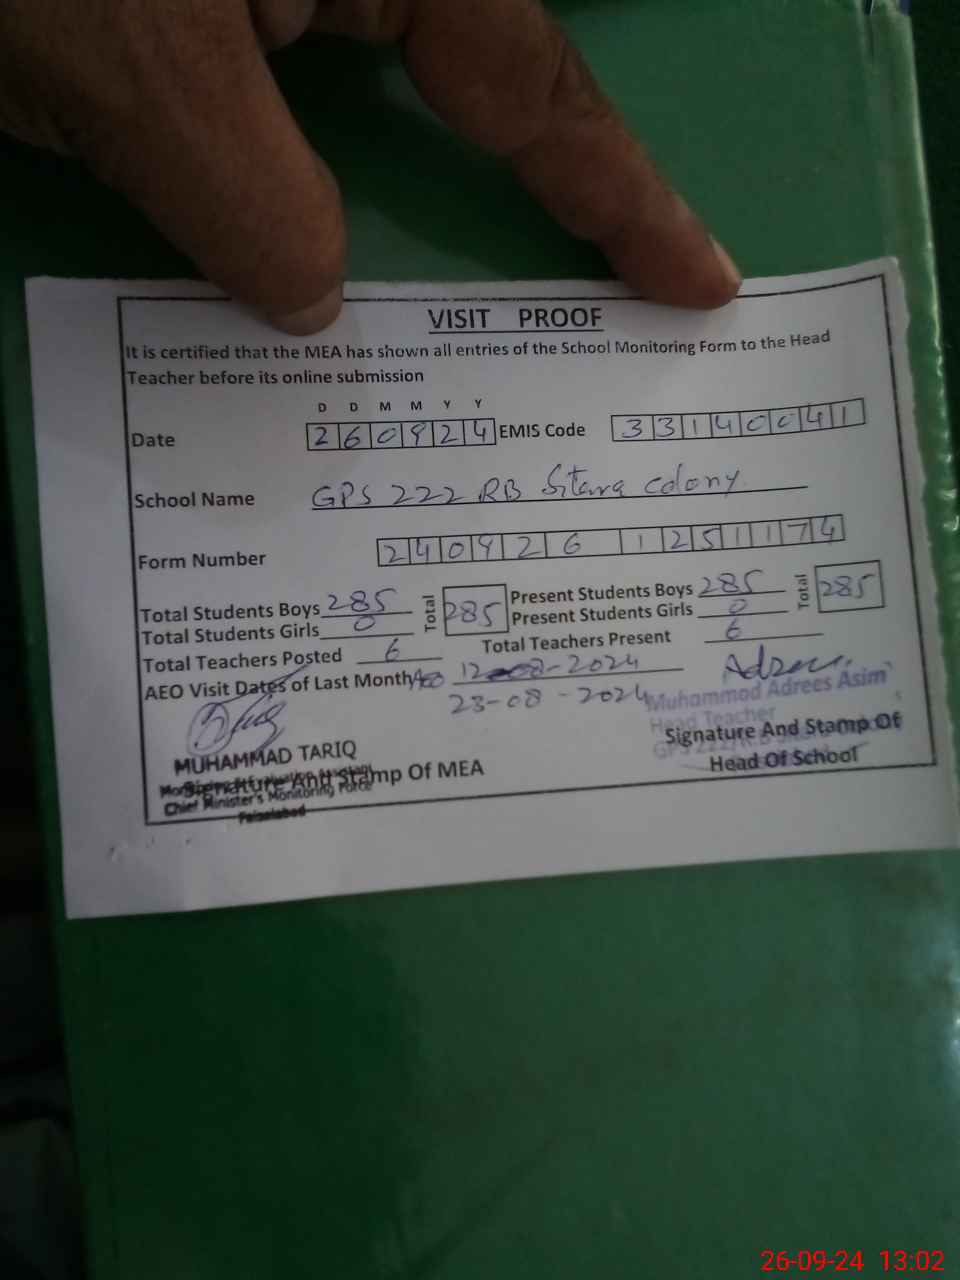 VISIT PROOF
It is certified that the MEA has shown all entries of the School Monitoring Form to the Head
Teacher before its online submission
D D M M Y Y
Date 260924 EMIS Code 33140041
School Name GPS 222 RB Sitara Colony
Form Number 240926 1251174
Total Students Boys 285 Total 285 Present Students Boys 285 Total 285
Total Students Girls 0 Present Students Girls 0
Total Teachers Posted 6 Total Teachers Present 6
AEO Visit Dates of Last Month AEO 12-08-2024
23-08-2024
Muhammad Adrees Asim
Head Teacher
Signature And Stamp Of
Head Of School
MUHAMMAD TARIQ
Signature And Stamp Of MEA
Monitoring & Evaluation Assistant
Chief Minister's Monitoring Force
Faisalabad
26-09-24 13:02